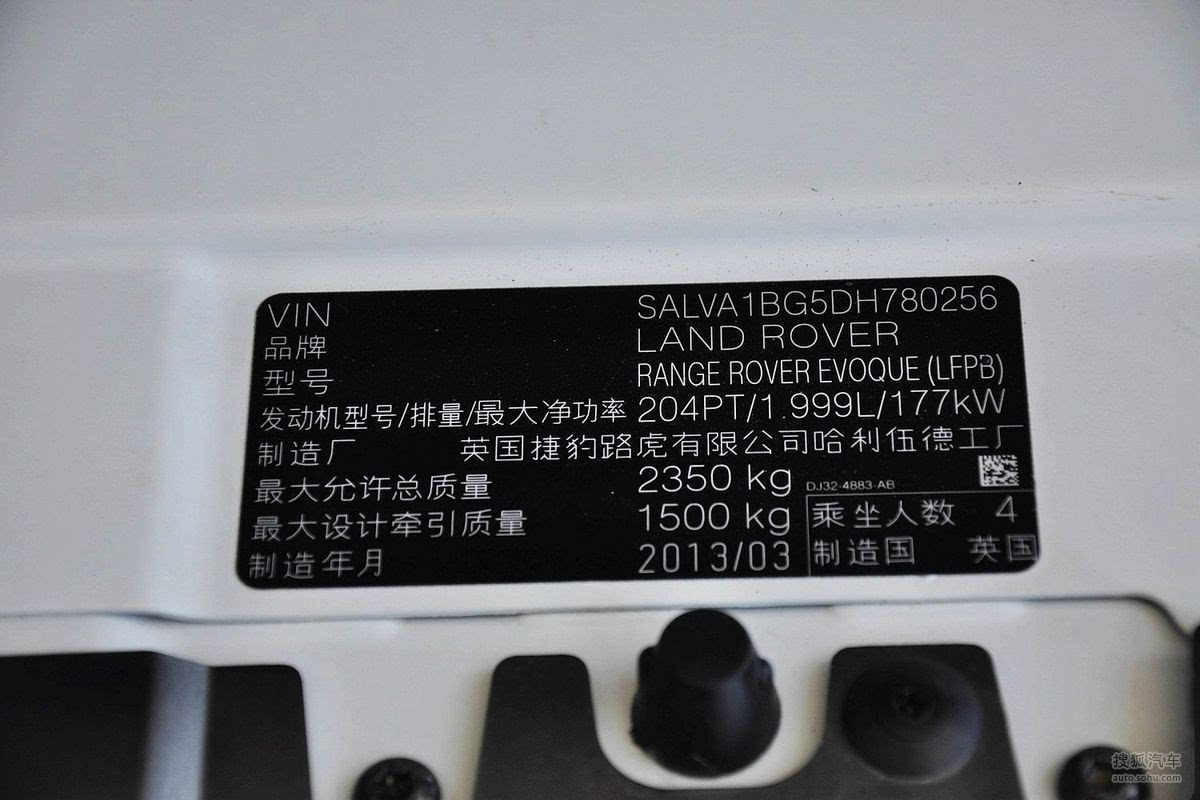 VIN SALVA1BG5DH780256
品牌 LAND ROVER
型号 RANGE ROVER EVOQUE (LFPB)
发动机型号/排量/最大净功率 204PT/1.999L/177kW
制造厂 英国捷豹路虎有限公司哈利伍德工厂
最大允许总质量 2350 kg DJ32-4883-AB
最大设计牵引质量 1500 kg 乘坐人数 4
制造年月 2013/03 制造国 英国
搜狐汽车
auto.sohu.com